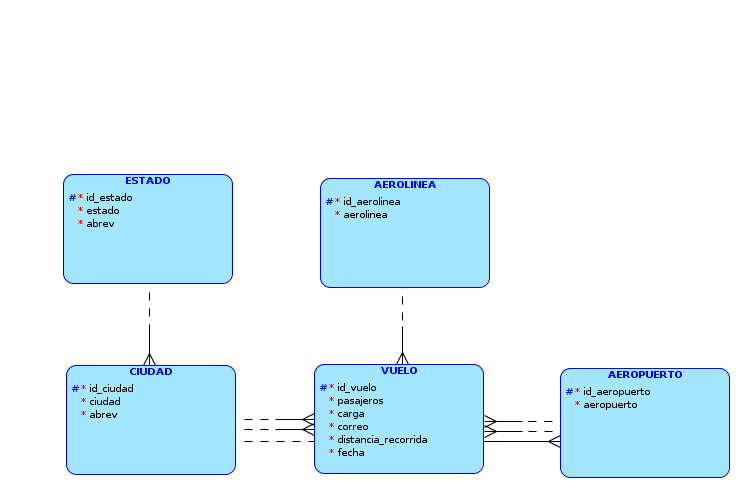 ESTADO
#* id_estado
* estado
* abrev
AEROLINEA
#* id_aerolinea
* aerolinea
CIUDAD
#* id_ciudad
* ciudad
* abrev
VUELO
#* id_vuelo
* pasajeros
* carga
* correo
* distancia_recorrida
* fecha
AEROPUERTO
#* id_aeropuerto
* aeropuerto